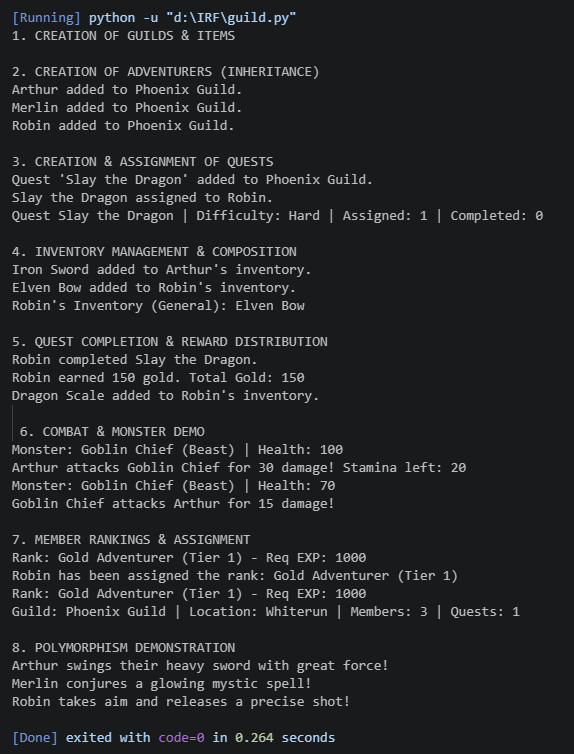 [Running] python -u "d:\IRF\guild.py"
1. CREATION OF GUILDS & ITEMS

2. CREATION OF ADVENTURERS (INHERITANCE)
Arthur added to Phoenix Guild.
Merlin added to Phoenix Guild.
Robin added to Phoenix Guild.

3. CREATION & ASSIGNMENT OF QUESTS
Quest 'Slay the Dragon' added to Phoenix Guild.
Slay the Dragon assigned to Robin.
Quest Slay the Dragon | Difficulty: Hard | Assigned: 1 | Completed: 0

4. INVENTORY MANAGEMENT & COMPOSITION
Iron Sword added to Arthur's inventory.
Elven Bow added to Robin's inventory.
Robin's Inventory (General): Elven Bow

5. QUEST COMPLETION & REWARD DISTRIBUTION
Robin completed Slay the Dragon.
Robin earned 150 gold. Total Gold: 150
Dragon Scale added to Robin's inventory.

6. COMBAT & MONSTER DEMO
Monster: Goblin Chief (Beast) | Health: 100
Arthur attacks Goblin Chief for 30 damage! Stamina left: 20
Monster: Goblin Chief (Beast) | Health: 70
Goblin Chief attacks Arthur for 15 damage!

7. MEMBER RANKINGS & ASSIGNMENT
Rank: Gold Adventurer (Tier 1) - Req EXP: 1000
Robin has been assigned the rank: Gold Adventurer (Tier 1)
Rank: Gold Adventurer (Tier 1) - Req EXP: 1000
Guild: Phoenix Guild | Location: Whiterun | Members: 3 | Quests: 1

8. POLYMORPHISM DEMONSTRATION
Arthur swings their heavy sword with great force!
Merlin conjures a glowing mystic spell!
Robin takes aim and releases a precise shot!

[Done] exited with code=0 in 0.264 seconds